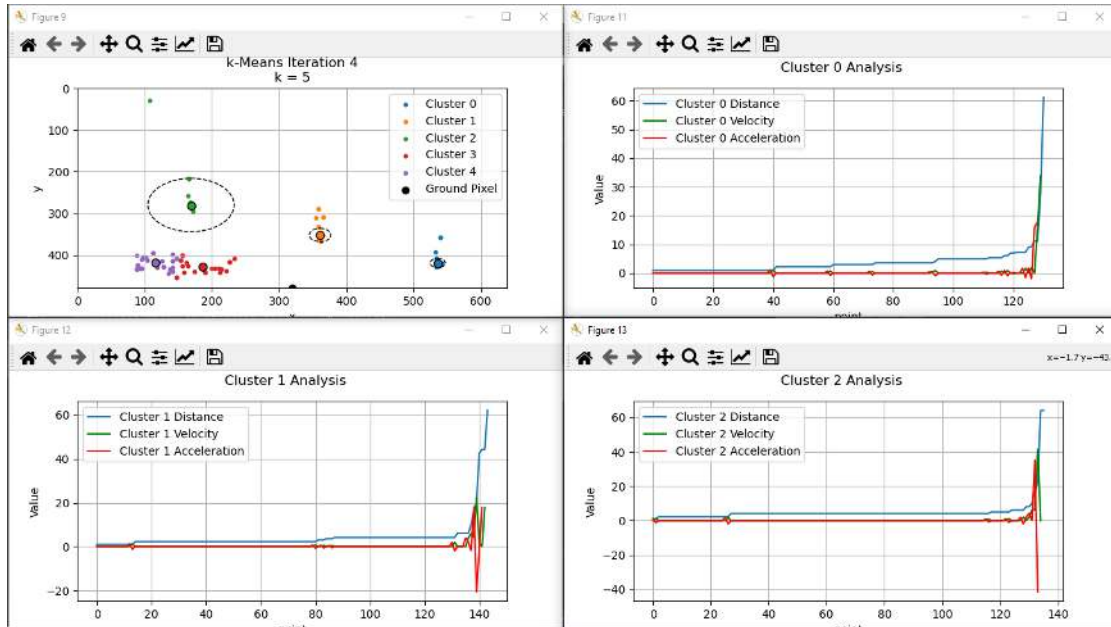 Figure 9
k-Means Iteration 4
k = 5
0
100
200
300
400
y
Cluster 0
Cluster 1
Cluster 2
Cluster 3
Cluster 4
Ground Pixel
0 100 200 300 400 500 600
Figure 11
Cluster 0 Analysis
60
50
40
30
20
10
0
Value
Cluster 0 Distance
Cluster 0 Velocity
Cluster 0 Acceleration
0 20 40 60 80 100 120
point
Figure 12
Cluster 1 Analysis
60
40
20
0
−20
Value
Cluster 1 Distance
Cluster 1 Velocity
Cluster 1 Acceleration
0 20 40 60 80 100 120 140
point
Figure 13
Cluster 2 Analysis
60
40
20
0
−20
−40
Value
Cluster 2 Distance
Cluster 2 Velocity
Cluster 2 Acceleration
0 20 40 60 80 100 120 140
point